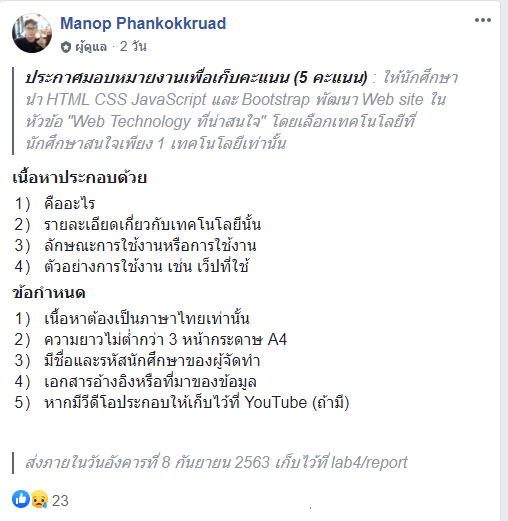 Manop Phankokkruad
ผู้ดูแล · 2 วัน
ประกาศมอบหมายงานเพื่อเก็บคะแนน (5 คะแนน) : ให้นักศึกษา
นำ HTML CSS JavaScript และ Bootstrap พัฒนา Web site ใน
หัวข้อ "Web Technology ที่น่าสนใจ" โดยเลือกเทคโนโลยีที่
นักศึกษาสนใจเพียง 1 เทคโนโลยีเท่านั้น
เนื้อหาประกอบด้วย
1) คืออะไร
2) รายละเอียดเกี่ยวกับเทคโนโลยีนั้น
3) ลักษณะการใช้งานหรือการใช้งาน
4) ตัวอย่างการใช้งาน เช่น เว็ปที่ใช้
ข้อกำหนด
1) เนื้อหาต้องเป็นภาษาไทยเท่านั้น
2) ความยาวไม่ต่ำกว่า 3 หน้ากระดาษ A4
3) มีชื่อและรหัสนักศึกษาของผู้จัดทำ
4) เอกสารอ้างอิงหรือที่มาของข้อมูล
5) หากมีวีดีโอประกอบให้เก็บไว้ที่ YouTube (ถ้ามี)
ส่งภายในวันอังคารที่ 8 กันยายน 2563 เก็บไว้ที่ lab4/report
23